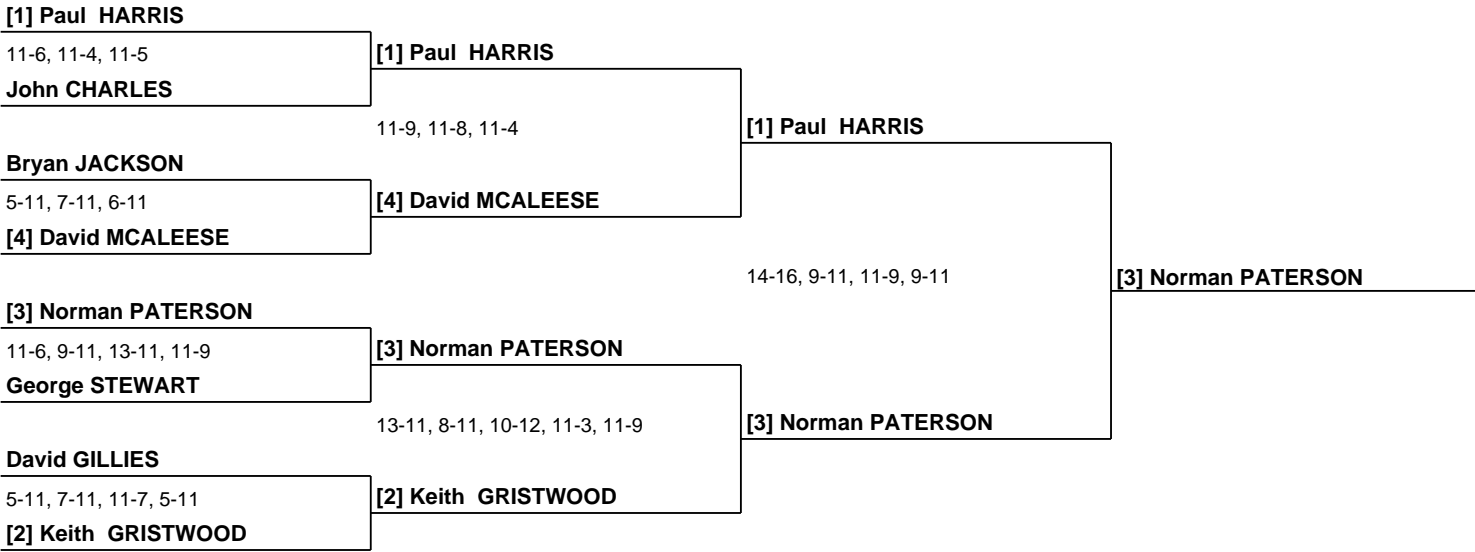 [1] Paul  HARRIS
11-6, 11-4, 11-5
[1] Paul  HARRIS
John CHARLES
11-9, 11-8, 11-4
[1] Paul  HARRIS
Bryan JACKSON
5-11, 7-11, 6-11
[4] David MCALEESE
[4] David MCALEESE
14-16, 9-11, 11-9, 9-11
[3] Norman PATERSON
[3] Norman PATERSON
11-6, 9-11, 13-11, 11-9
[3] Norman PATERSON
George STEWART
13-11, 8-11, 10-12, 11-3, 11-9
[3] Norman PATERSON
David GILLIES
5-11, 7-11, 11-7, 5-11
[2] Keith  GRISTWOOD
[2] Keith  GRISTWOOD